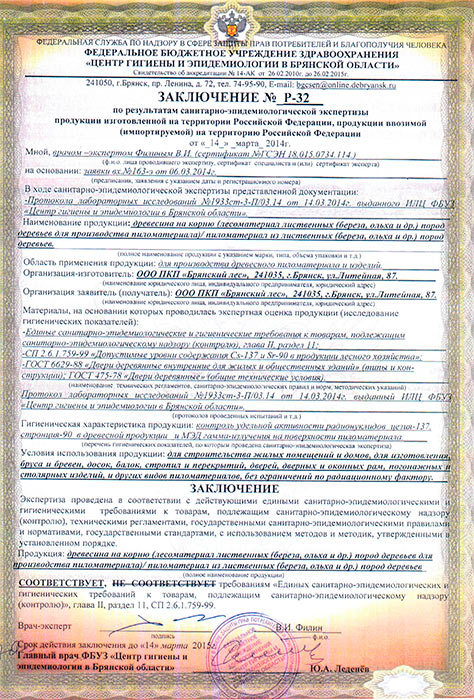 ФЕДЕРАЛЬНАЯ СЛУЖБА ПО НАДЗОРУ В СФЕРЕ ЗАЩИТЫ ПРАВ ПОТРЕБИТЕЛЕЙ И БЛАГОПОЛУЧИЯ ЧЕЛОВЕКА
ФЕДЕРАЛЬНОЕ БЮДЖЕТНОЕ УЧРЕЖДЕНИЕ ЗДРАВООХРАНЕНИЯ
«ЦЕНТР ГИГИЕНЫ И ЭПИДЕМИОЛОГИИ В БРЯНСКОЙ ОБЛАСТИ»
Свидетельство об аккредитации № 14-АК от 26.02.2010г. до 26.02.2015г.
241050, г.Брянск, пр. Ленина, д. 72, тел. 74-95-90, E-mail: bgcsen@online.debryansk.ru
ЗАКЛЮЧЕНИЕ № Р-32
по результатам санитарно-эпидемиологической экспертизы
продукции изготовленной на территории Российской Федерации, продукции ввозимой
(импортируемой) на территорию Российской Федерации
от «_14_» _марта_ 2014г.
Мной, врачом –экспертом Филиным В.И. (сертификат №ГСЭН 18.015.0734.114 )
(ф.и.о. лица проводившего экспертизу, специальность сертификата (или) сертификат эксперта)
на основании: заявки вх.№163-э от 06.03.2014г.
(предписания, заявления с указанием даты и регистрационного номера)
В ходе санитарно-эпидемиологической экспертизы представленной документации:
-Протокола лабораторных исследований №1933ст-3-П/03.14 от 14.03.2014г. выданного ИЛЦ ФБУЗ
«Центр гигиены и эпидемиологии в Брянской области».
Наименование продукции: древесина на корню (лесоматериал лиственных (береза, ольха и др.) пород
деревьев для производства пиломатериала)/ пиломатериал из лиственных (береза, ольха и др.) пород
деревьев.
(полное наименование продукции с указанием марки, типа, объема упаковки и т.д.)
Область применения продукции: для производства древесного пиломатериала и изделий.
Организация-изготовитель: ООО ПКП «Брянский лес», 241035, г.Брянск, ул.Литейная, 87.
(наименование юридического лица, индивидуального предпринимателя, юридический адрес)
Организация заявитель (получатель): ООО ПКП «Брянский лес», 241035, г.Брянск, ул.Литейная, 87.
(наименование юридического лица, индивидуального предпринимателя, юридический адрес)
Материалы, на основании которых проводилась экспертная оценка продукции (исследование
гигиенических показателей):
-«Единые санитарно-эпидемиологические и гигиенические требования к товарам, подлежащим
санитарно-эпидемиологическому надзору (контролю), глава II, раздел 11;
-СП 2.6.1.759-99 «Допустимые уровни содержания Cs-137 и Sr-90 в продукции лесного хозяйства»;
-ГОСТ 6629-88 «Двери деревянные внутренние для жилых и общественных зданий» (типы и кон-
струкции); ГОСТ 475-78 «Двери деревянные» (общие технические условия).
(наименование технических регламентов, санитарно-эпидемиологических правил и норм, методических указаний)
Протокол лабораторных исследований №1933ст-3-П/03.14 от 14.03.2014г. выданный ИЛЦ ФБУЗ
«Центр гигиены и эпидемиологии в Брянской области».
(протоколов проведенных испытаний и т.д.)
Гигиеническая характеристика продукции: контроль удельной активности радионуклидов цезия-137,
стронция-90 в древесной продукции и МЭД гамма-излучения на поверхности пиломатериала
(перечень гигиенических показателей, по которым проведена санитарно-эпидемиологическая экспертиза)
Условия использования продукции: для строительства жилых помещений и домов, для изготовления
бруса и бревен, досок, балок, стропил и перекрытий, дверей, дверных и оконных рам, погонажных и
столярных изделий, и других видов пиломатериалов, без ограничений по радиационному фактору.
ЗАКЛЮЧЕНИЕ
Экспертиза проведена в соответствии с действующими едиными санитарно-эпидемиологическими и
гигиеническими требованиями к товарам, подлежащим санитарно-эпидемиологическому надзору
(контролю), техническими регламентами, государственными санитарно-эпидемиологическими правилами
и нормативами, государственными стандартами, с использованием методов и методик, утвержденными в
установленном порядке.
Продукции: древесина на корню (лесоматериал лиственных (береза, ольха и др.) пород деревьев для
производства пиломатериала)/ пиломатериал из лиственных (береза, ольха и др.) пород деревьев
(полное наименование продукции)
СООТВЕТСТВУЕТ, НЕ СООТВЕТСТВУЕТ требованиям «Единых санитарно-эпидемиологических и
гигиенических требований к товарам, подлежащим санитарно-эпидемиологическому надзору
(контролю)», глава II, раздел 11, СП 2.6.1.759-99.
Врач-эксперт
В.И. Филин
подпись
Срок действия заключения до «14» марта 2015г.
Главный врач ФБУЗ «Центр гигиены и
эпидемиологии в Брянской области»
Ю.А. Леденёв